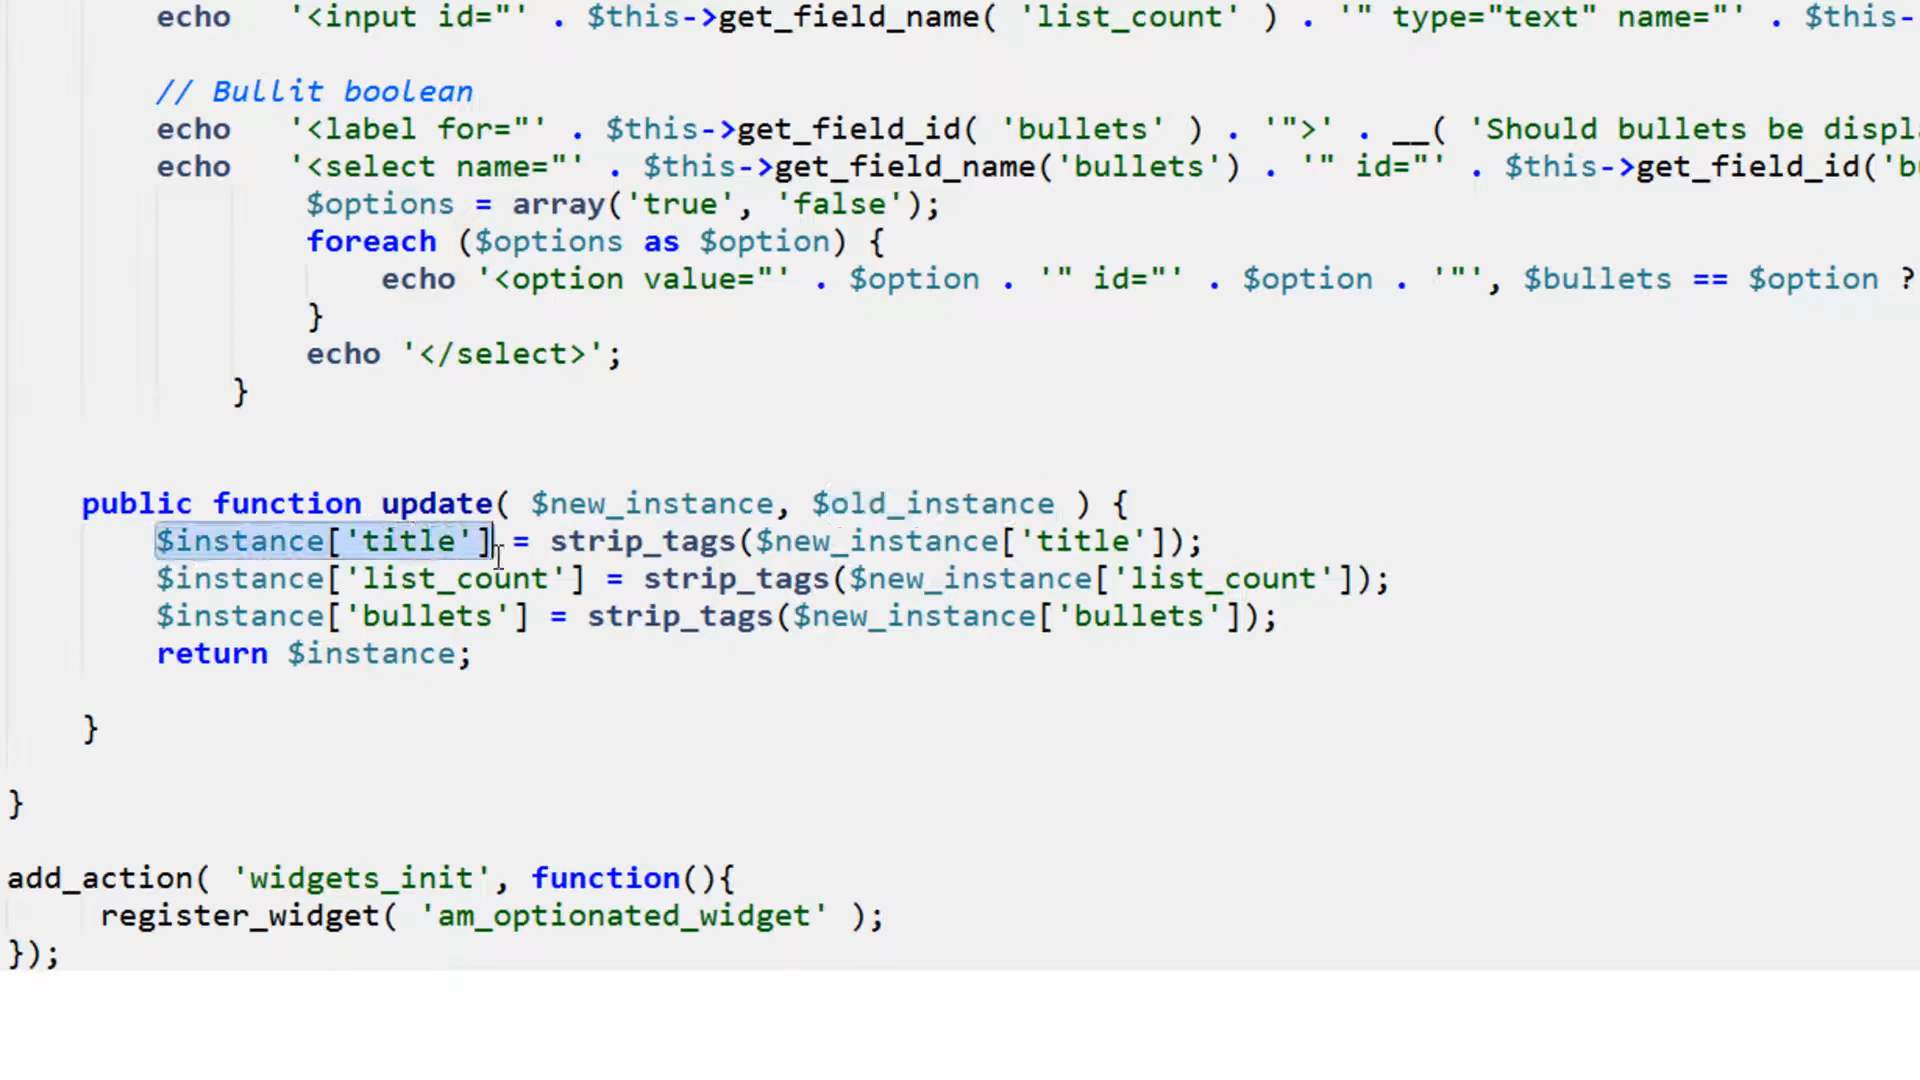 echo '<input id="' . $this->get_field_name( 'list_count' ) . '" type="text" name="' . $this-
// Bullit boolean
echo '<label for="' . $this->get_field_id( 'bullets' ) . '">' . __( 'Should bullets be displ
echo '<select name="' . $this->get_field_name('bullets') . '" id="' . $this->get_field_id('b
$options = array('true', 'false');
foreach ($options as $option) {
echo '<option value="' . $option . '" id="' . $option . '"', $bullets == $option ?
}
echo '</select>';
}
public function update( $new_instance, $old_instance ) {
$instance['title'] = strip_tags($new_instance['title']);
$instance['list_count'] = strip_tags($new_instance['list_count']);
$instance['bullets'] = strip_tags($new_instance['bullets']);
return $instance;
}
}
add_action( 'widgets_init', function(){
register_widget( 'am_optionated_widget' );
});